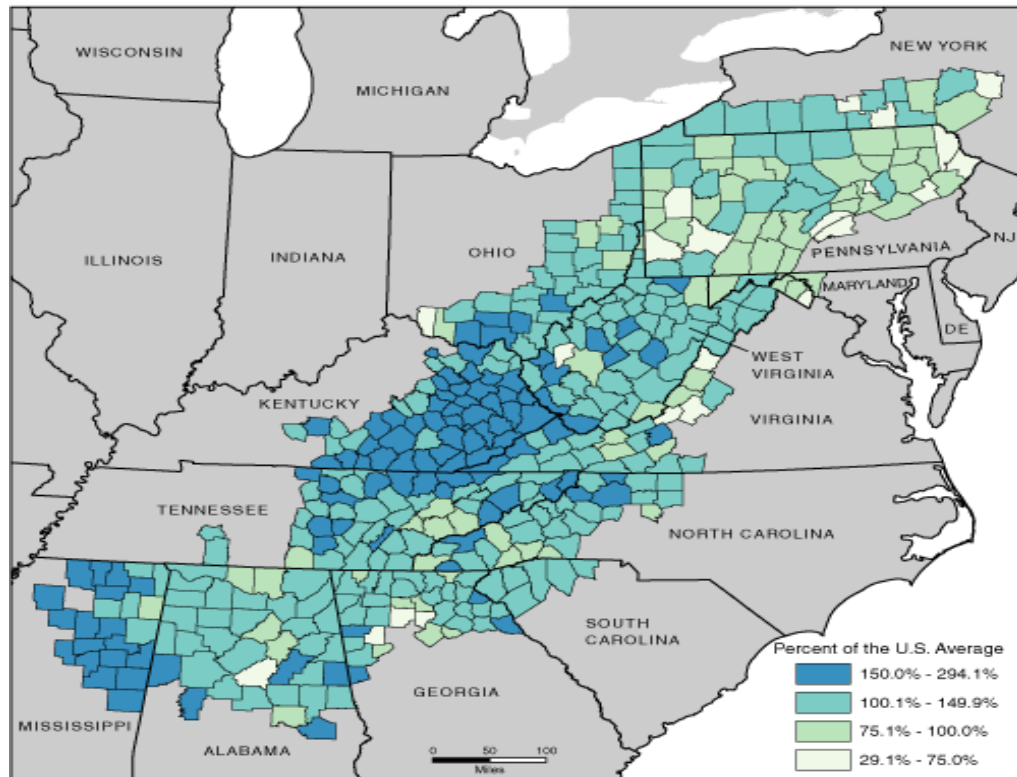 WISCONSIN
MICHIGAN
NEW YORK
ILLINOIS
INDIANA
OHIO
PENNSYLVANIA
NJ
MARYLAND
DE
WEST
VIRGINIA
KENTUCKY
VIRGINIA
TENNESSEE
NORTH CAROLINA
SOUTH
CAROLINA
MISSISSIPPI
ALABAMA
GEORGIA
0 50 100
Miles
Percent of the U.S. Average
150.0% - 294.1%
100.1% - 149.9%
75.1% - 100.0%
29.1% - 75.0%